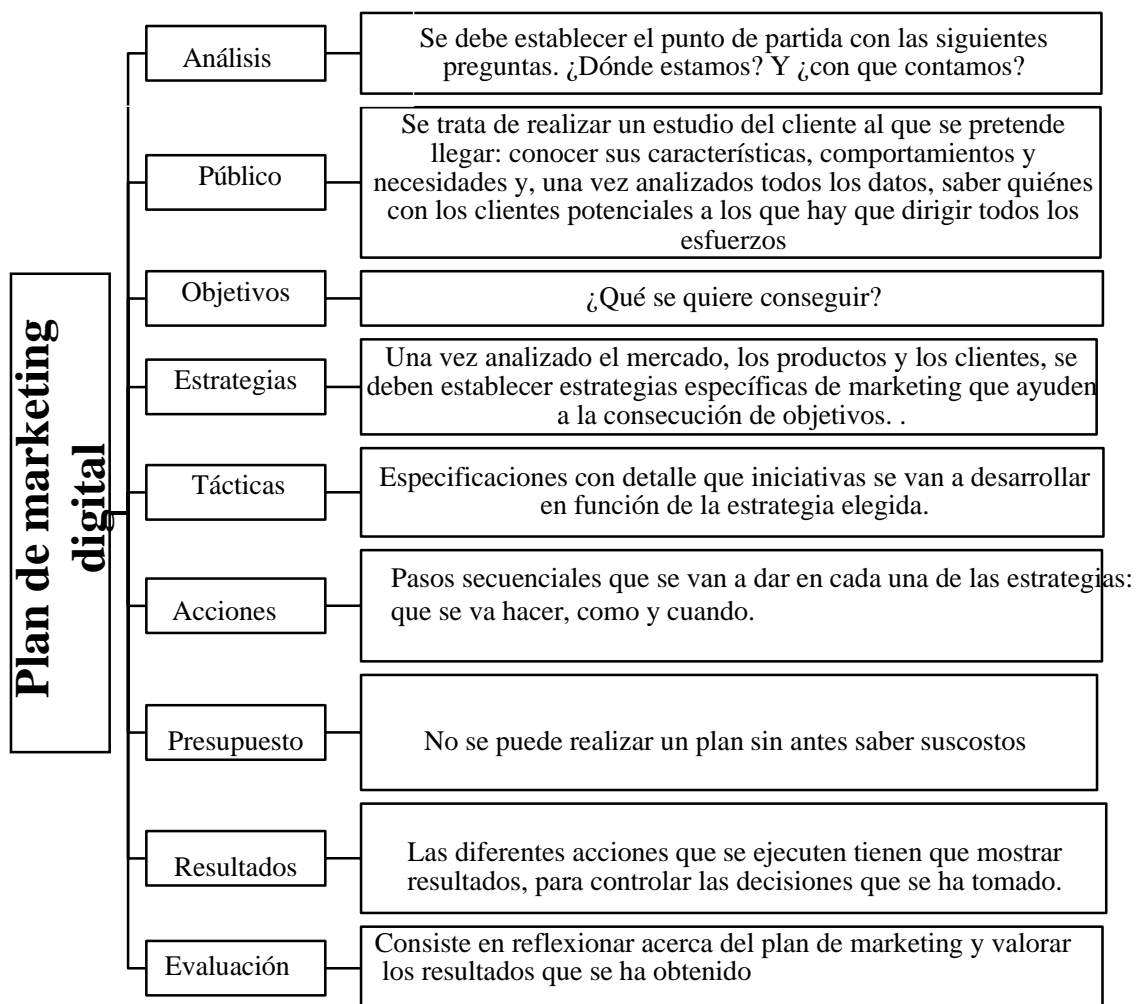 Plan de marketing
digital
Análisis
Se debe establecer el punto de partida con las siguientes
preguntas. ¿Dónde estamos? Y ¿con que contamos?
Público
Se trata de realizar un estudio del cliente al que se pretende
llegar: conocer sus características, comportamientos y
necesidades y, una vez analizados todos los datos, saber quiénes
con los clientes potenciales a los que hay que dirigir todos los
esfuerzos
Objetivos
¿Qué se quiere conseguir?
Estrategias
Una vez analizado el mercado, los productos y los clientes, se
deben establecer estrategias específicas de marketing que ayuden
a la consecución de objetivos. .
Tácticas
Especificaciones con detalle que iniciativas se van a desarrollar
en función de la estrategia elegida.
Acciones
Pasos secuenciales que se van a dar en cada una de las estrategias:
que se va hacer, como y cuando.
Presupuesto
No se puede realizar un plan sin antes saber suscostos
Resultados
Las diferentes acciones que se ejecuten tienen que mostrar
resultados, para controlar las decisiones que se ha tomado.
Evaluación
Consiste en reflexionar acerca del plan de marketing y valorar
los resultados que se ha obtenido